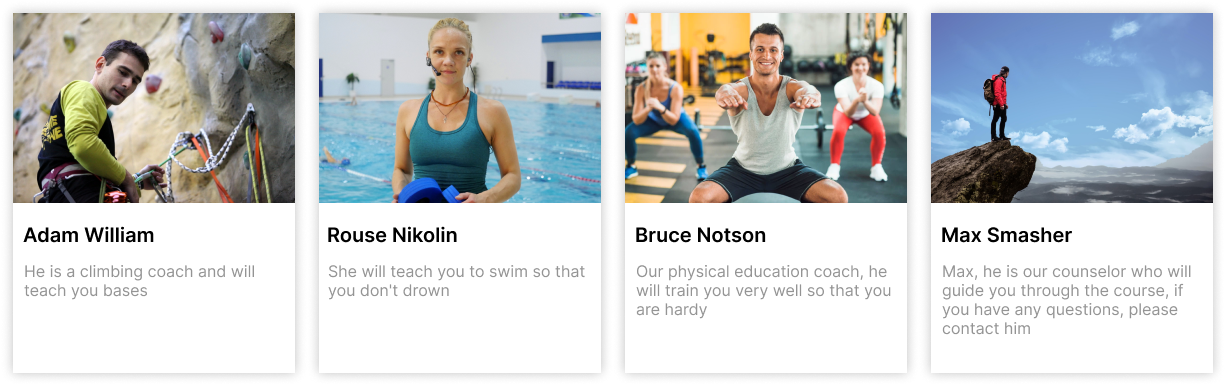 Adam William
He is a climbing coach and will
teach you bases
Rouse Nikolin
She will teach you to swim so that
you don't drown
Bruce Notson
Our physical education coach, he
will train you very well so that you
are hardy
Max Smasher
Max, he is our counselor who will
guide you through the course, if
you have any questions, please
contact him